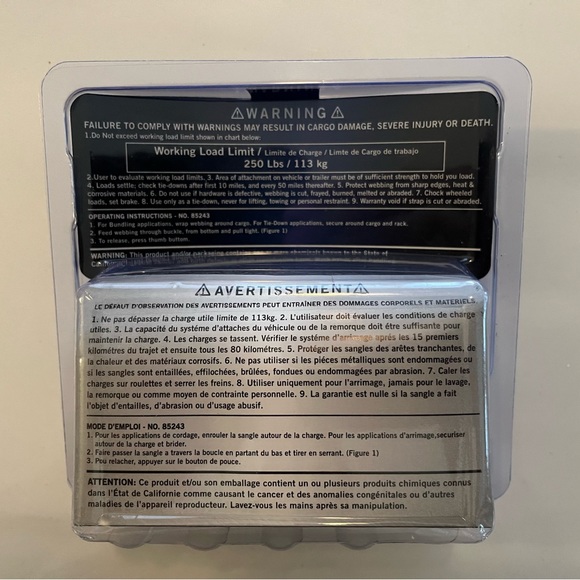 ⚠WARNING⚠
FAILURE TO COMPLY WITH WARNINGS MAY RESULT IN CARGO DAMAGE, SEVERE INJURY OR DEATH.
1.Do Not exceed working load limit shown in chart below:
Working Load Limit / Limite de Charge / Limte de Cargo de trabajo
250 Lbs / 113 kg
2.User to evaluate working load limits. 3. Area of attachment on vehicle or trailer must be of sufficient strength to hold you load.
4. Loads settle; check tie-downs after first 10 miles, and every 50 miles thereafter. 5. Protect webbing from sharp edges, heat &
corrosive materials. 6. Do not use if hardware is defective, webbing is cut, frayed, burned, melted or abraded. 7. Chock wheeled
loads, set brake. 8. Use only as a tie-down, never for lifting, towing or personal restraint. 9. Warranty void if strap is cut or abraded.
OPERATING INSTRUCTIONS - NO. 85243
1. For Bundling applications, wrap webbing around cargo. For Tie-Down applications, secure around cargo and rack.
2. Feed webbing through buckle, from bottom and pull tight. (Figure 1)
3. To release, press thumb buttom.
WARNING: This product and/or packaging chemicals known to the State of
⚠AVERTISSEMENT⚠
LE DÉFAUT D'OBSERVATION DES AVERTISSEMENTS PEUT ENTRAÎNER DES DOMMAGES CORPORELS ET MATERIELS.
1. Ne pas dépasser la charge utile limite de 113kg. 2. L'utilisateur doit évaluer les conditions de charge
utiles. 3. La capacité du système d'attaches du véhicule ou de la remorque doit être suffisante pour
maintenir la charge. 4. Les charges se tassent. Vérifier le système d'arrimage après les 15 premiers
kilomètres du trajet et ensuite tous les 80 kilomètres. 5. Protéger les sangles des arêtes tranchantes, de
la chaleur et des matériaux corrosifs. 6. Ne pas utiliser si les pièces métalliques sont endommagées ou
si les sangles sont entaillées, effilochées, brûlées, fondues ou endommagées par abrasion. 7. Caler les
charges sur roulettes et serrer les freins. 8. Utiliser uniquement pour l'arrimage, jamais pour le lavage,
la remorque ou comme moyen de contrainte personnelle. 9. La garantie est nulle si la sangle a fait
l'objet d'entailles, d'abrasion ou d'usage abusif.
MODE D'EMPLOI - NO. 85243
1. Pour les applications de cordage, enrouler la sangle autour de la charge. Pour les applications d'arrimage,securiser
autour de la charge et brider.
2. Faire passer la sangle a travers la boucle en partant du bas et tirer en serrant. (Figure 1)
3. Pou relacher, appuyer sur le bouton de pouce.
ATTENTION: Ce produit et/ou son emballage contient un ou plusieurs produits chimiques connus
dans l'État de Californie comme causant le cancer et des anomalies congénitales ou d'autres
maladies de l'appareil reproducteur. Lavez-vous les mains après sa manipulation.